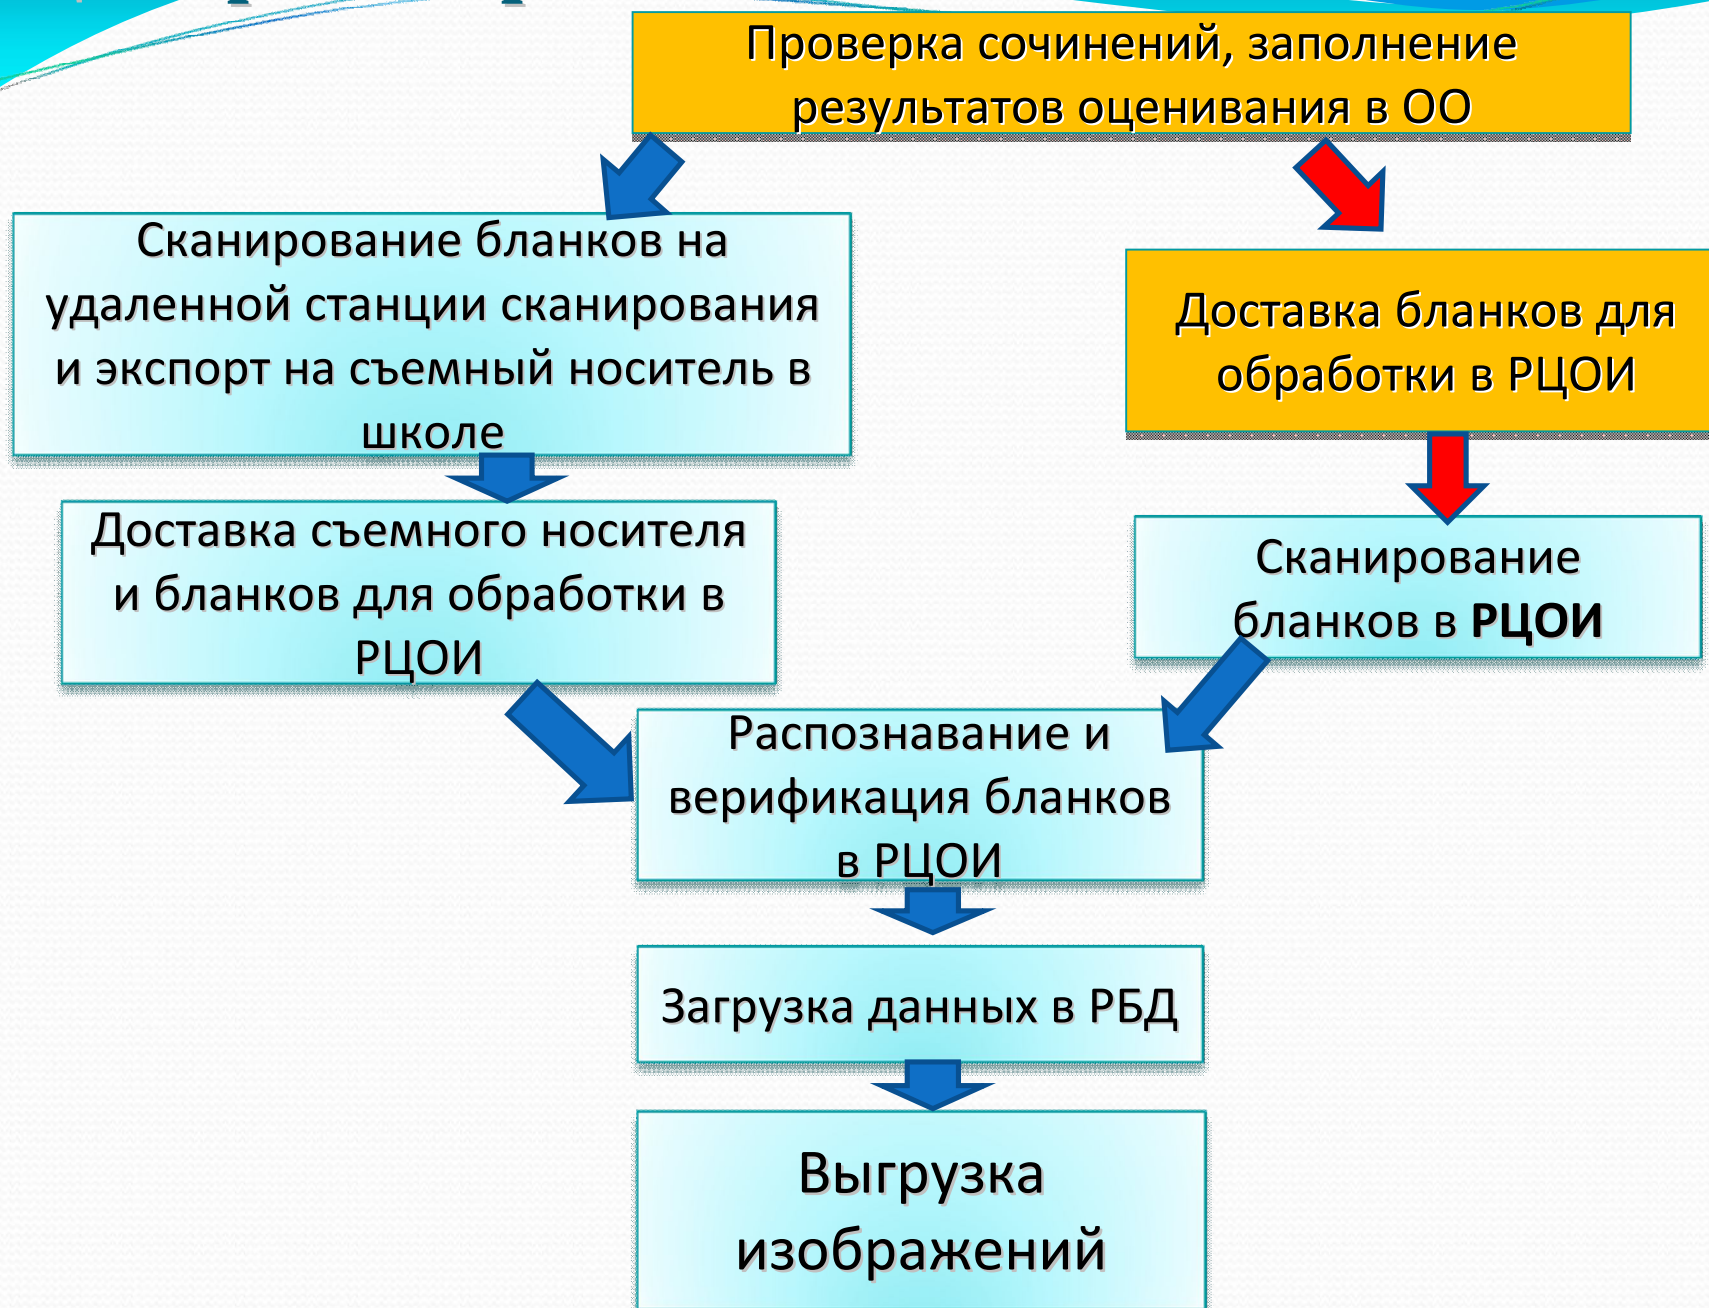 Проверка сочинений, заполнение
результатов оценивания в ОО
Сканирование бланков на
удаленной станции сканирования
и экспорт на съемный носитель в
школе
Доставка бланков для
обработки в РЦОИ
Доставка съемного носителя
и бланков для обработки в
РЦОИ
Сканирование
бланков в РЦОИ
Распознавание и
верификация бланков
в РЦОИ
Загрузка данных в РБД
Выгрузка
изображений